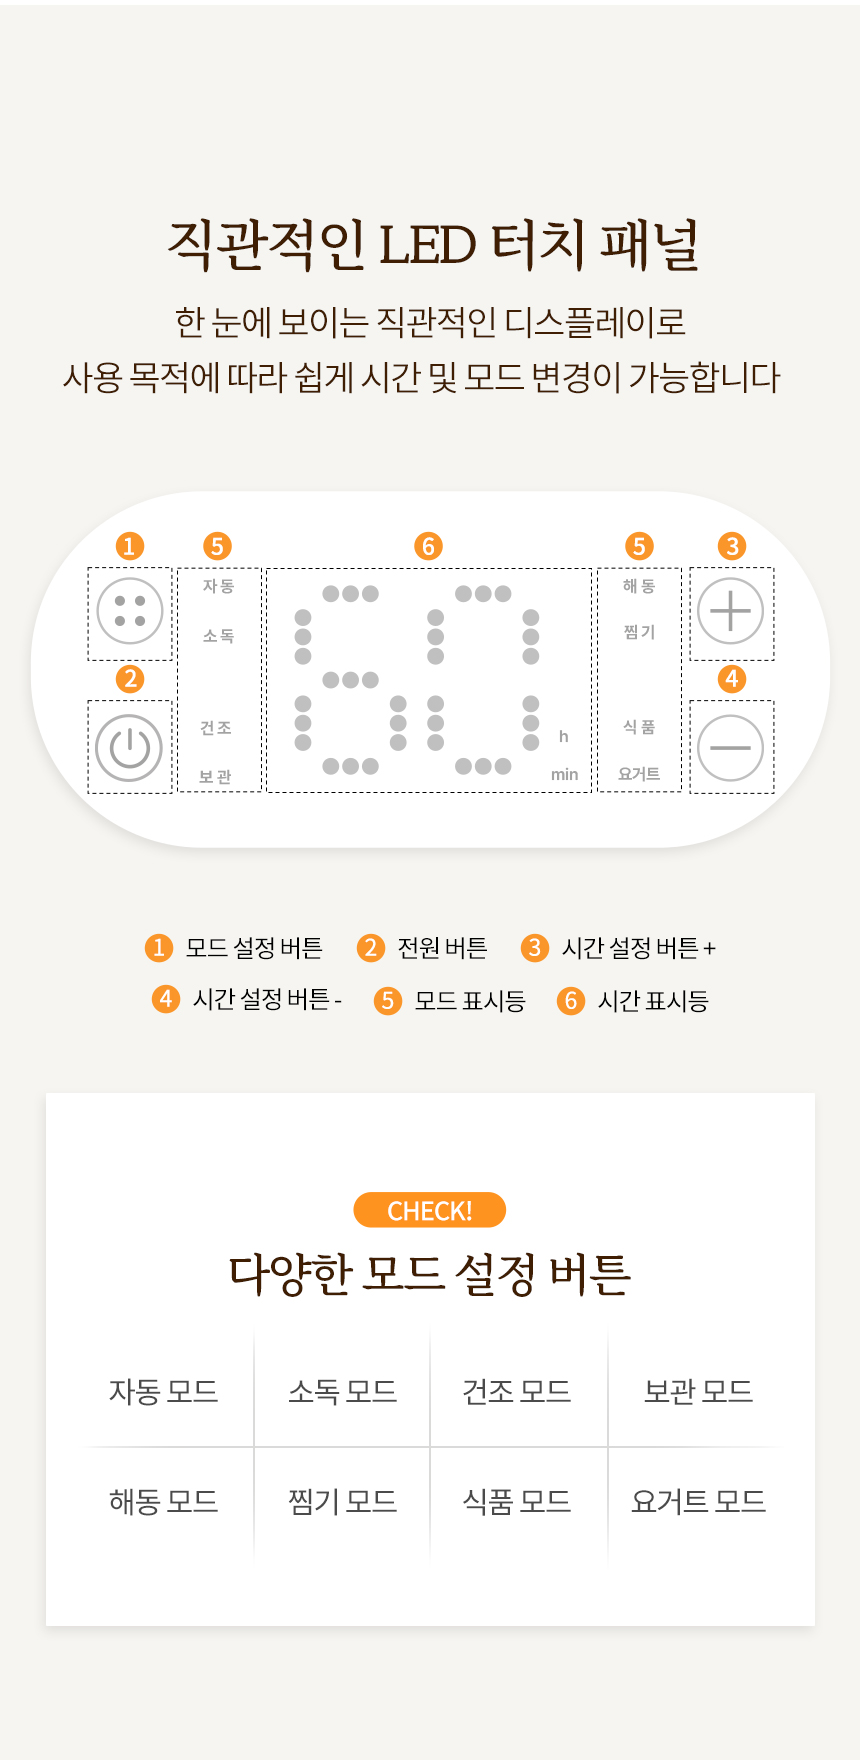 직관적인 LED 터치 패널
한 눈에 보이는 직관적인 디스플레이로
사용 목적에 따라 쉽게 시간 및 모드 변경이 가능합니다
1 5 6 5 3
자동 해동
소독 찜기
2 4
건조 식품
h
보관 min 요거트
60
1 모드 설정 버튼 2 전원 버튼 3 시간 설정 버튼 +
4 시간 설정 버튼 - 5 모드 표시등 6 시간 표시등
CHECK!
다양한 모드 설정 버튼
자동 모드 소독 모드 건조 모드 보관 모드
해동 모드 찜기 모드 식품 모드 요거트 모드